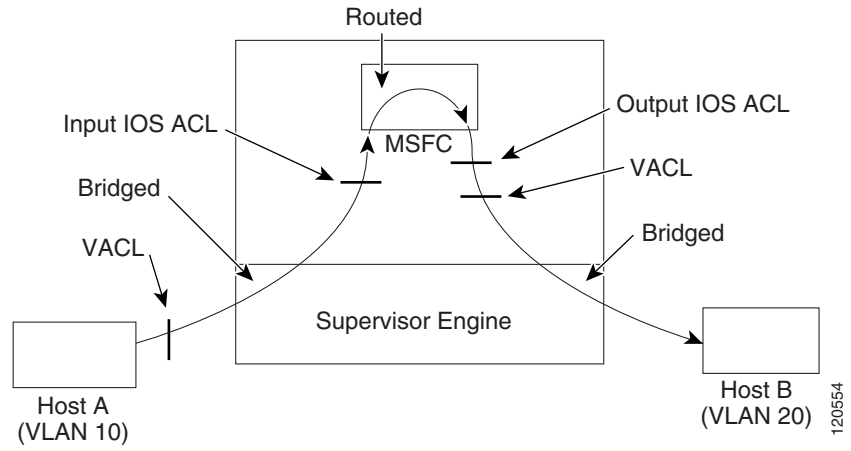 Routed
Input IOS ACL
Output IOS ACL
MSFC
VACL
Bridged
Bridged
VACL
Supervisor Engine
Host A
(VLAN 10)
Host B
(VLAN 20)
120554